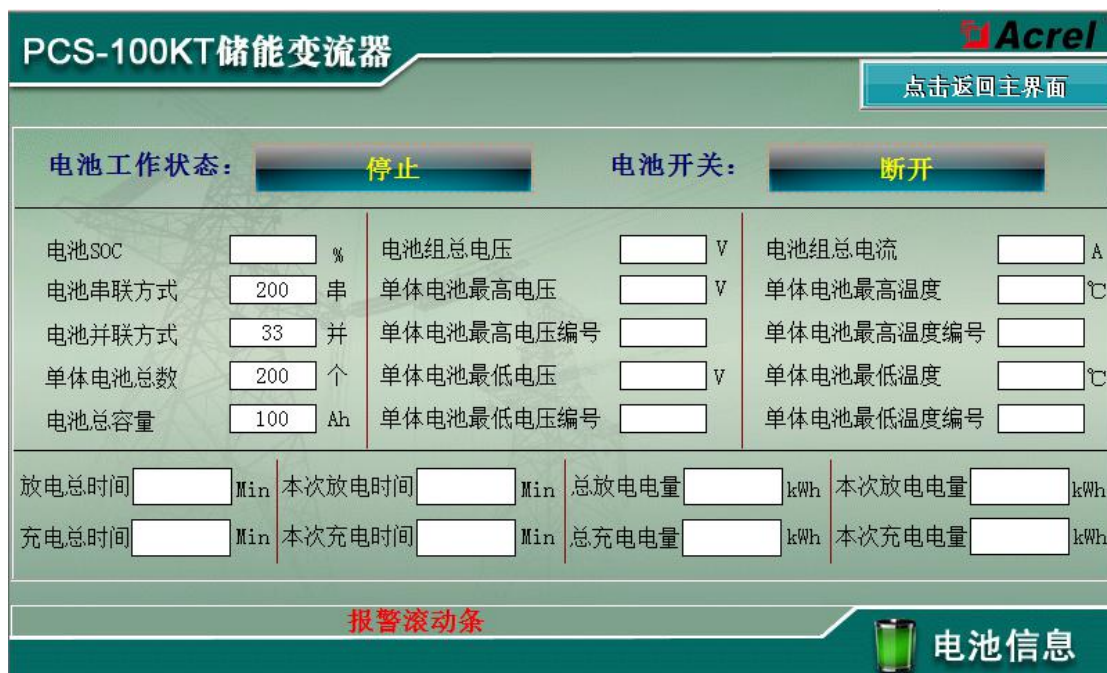 PCS-100KT储能变流器
Acrel
点击返回主界面
电池工作状态： 停止 电池开关： 断开
电池SOC % 电池组总电压 V 电池组总电流 A
电池串联方式 200 串 单体电池最高电压 V 单体电池最高温度 ℃
电池并联方式 33 并 单体电池最高电压编号 单体电池最高温度编号
单体电池总数 200 个 单体电池最低电压 V 单体电池最低温度 ℃
电池总容量 100 Ah 单体电池最低电压编号 单体电池最低温度编号
放电总时间 Min 本次放电时间 Min 总放电电量 kWh 本次放电电量 kWh
充电总时间 Min 本次充电时间 Min 总充电电量 kWh 本次充电电量 kWh
报警滚动条
电池信息